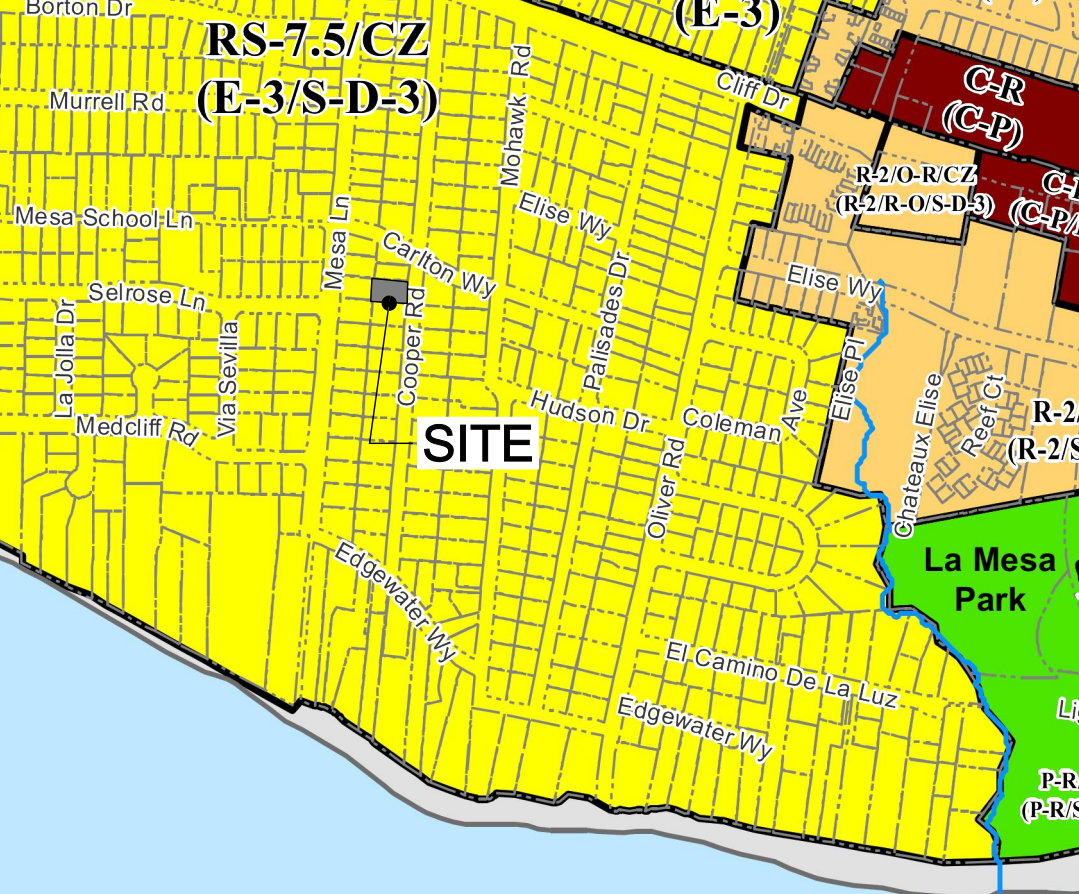 Borton Dr
RS-7.5/CZ
(E-3/S-D-3)
(E-3)
Cliff Dr
C-R
(C-P)
Murrell Rd
Mohawk Rd
R-2/O-R/CZ
(R-2/R-O/S-D-3)
(C-P/
Mesa School Ln
Mesa Ln
Elise Wy
Carlton Wy
Selrose Ln
La Jollar Dr
Via Sevilla
Cooper Rd
Palisades Dr
Elise Wy
Elise Pl
Chateaux Elise
Reef Ct
R-2/
(R-2/S
Medcliff Rd
SITE
Hudson Dr
Coleman Ave
Oliver Rd
La Mesa
Park
Edgewater Wy
El Camino De La Luz
Edgewater Wy
P-R/
(P-R/S